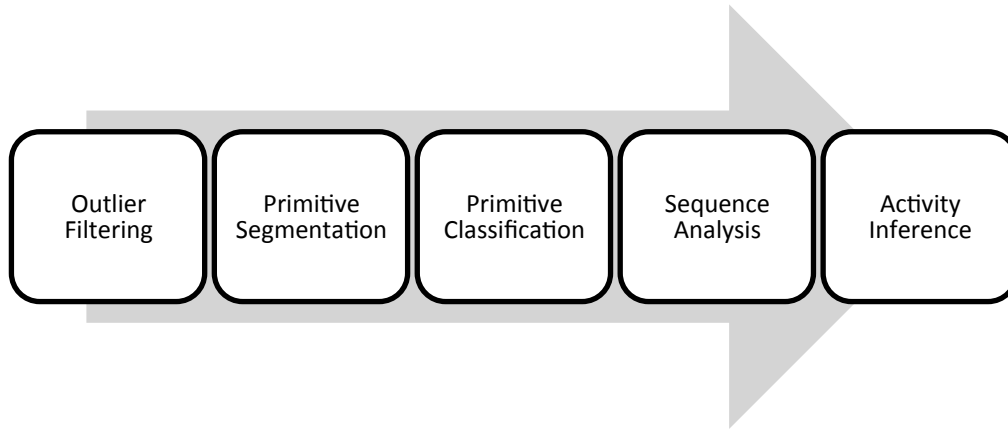 Outlier
Filtering
Primitive
Segmentation
Primitive
Classification
Sequence
Analysis
Activity
Inference